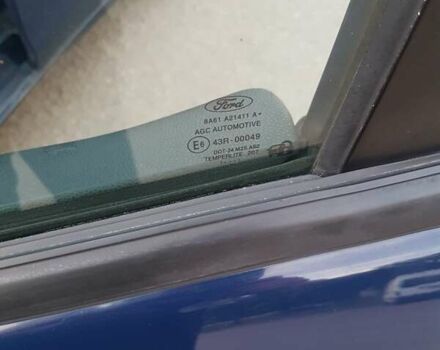 Ford
8A61 A21411 A
AGC AUTOMOTIVE
E6 43R-00049
DOT-24 M25 AS2
TEMPERLITE